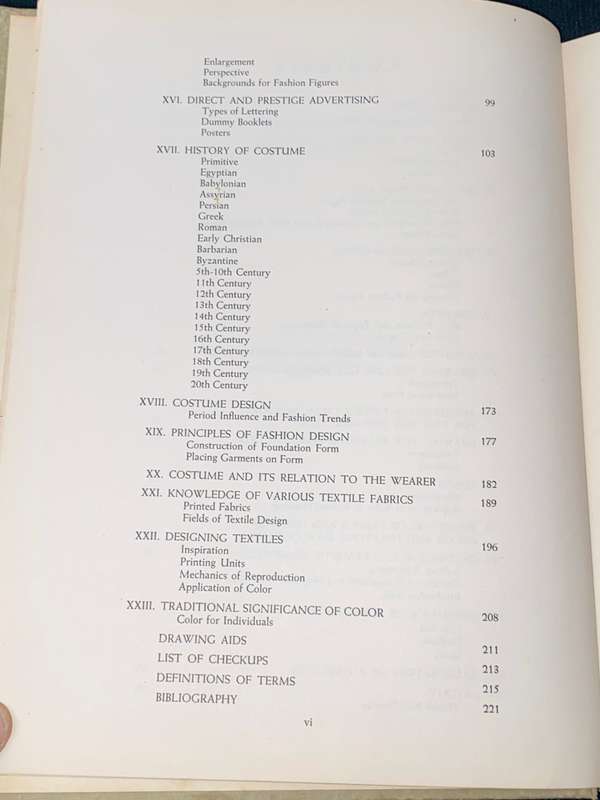 Enlargement
Perspective
Backgrounds for Fashion Figures
XVI. DIRECT AND PRESTIGE ADVERTISING 99
Types of Lettering
Dummy Booklets
Posters
XVII. HISTORY OF COSTUME 103
Primitive
Egyptian
Babylonian
Assyrian
Persian
Greek
Roman
Early Christian
Barbarian
Byzantine
5th-10th Century
11th Century
12th Century
13th Century
14th Century
15th Century
16th Century
17th Century
18th Century
19th Century
20th Century
XVIII. COSTUME DESIGN 173
Period Influence and Fashion Trends
XIX. PRINCIPLES OF FASHION DESIGN 177
Construction of Foundation Form
Placing Garments on Form
XX. COSTUME AND ITS RELATION TO THE WEARER 182
XXI. KNOWLEDGE OF VARIOUS TEXTILE FABRICS 189
Printed Fabrics
Fields of Textile Design
XXII. DESIGNING TEXTILES 196
Inspiration
Printing Units
Mechanics of Reproduction
Application of Color
XXIII. TRADITIONAL SIGNIFICANCE OF COLOR 208
Color for Individuals
DRAWING AIDS 211
LIST OF CHECKUPS 213
DEFINITIONS OF TERMS 215
BIBLIOGRAPHY 221
vi